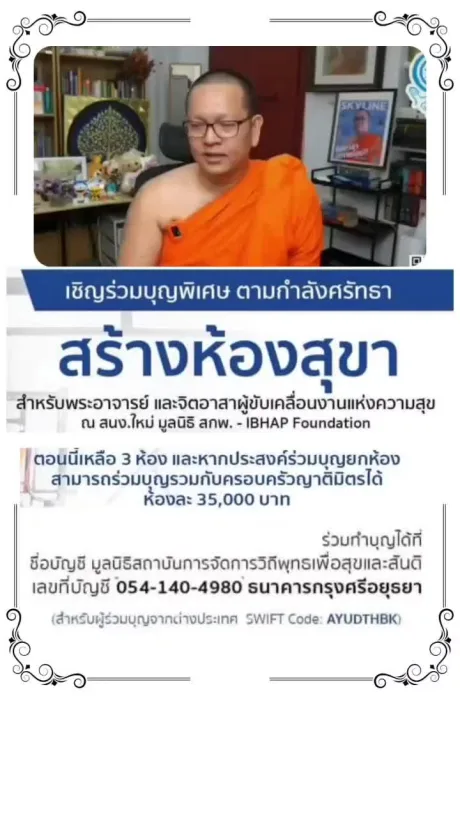 SKYLINE
เชิญร่วมบุญพิเศษ ตามกำลังศรัทธา
สร้างห้องสุขา
สำหรับพระอาจารย์ และจิตอาสาผู้ขับเคลื่อนงานแห่งความสุข
ณ สนง.ใหม่ มูลนิธิ สกพ. - IBHAP Foundation
ตอนนี้เหลือ 3 ห้อง และหากประสงค์ร่วมบุญยกห้อง
สามารถร่วมบุญรวมกับครอบครัวญาติมิตรได้
ห้องละ 35,000 บาท
ร่วมทำบุญได้ที่
ชื่อบัญชี มูลนิธิสถาบันการจัดการวิถีพุทธเพื่อสุขและสันติ
เลขที่บัญชี 054-140-4980 ธนาคารกรุงศรีอยุธยา
(สำหรับผู้ร่วมบุญจากต่างประเทศ SWIFT Code: AYUDTHBK)